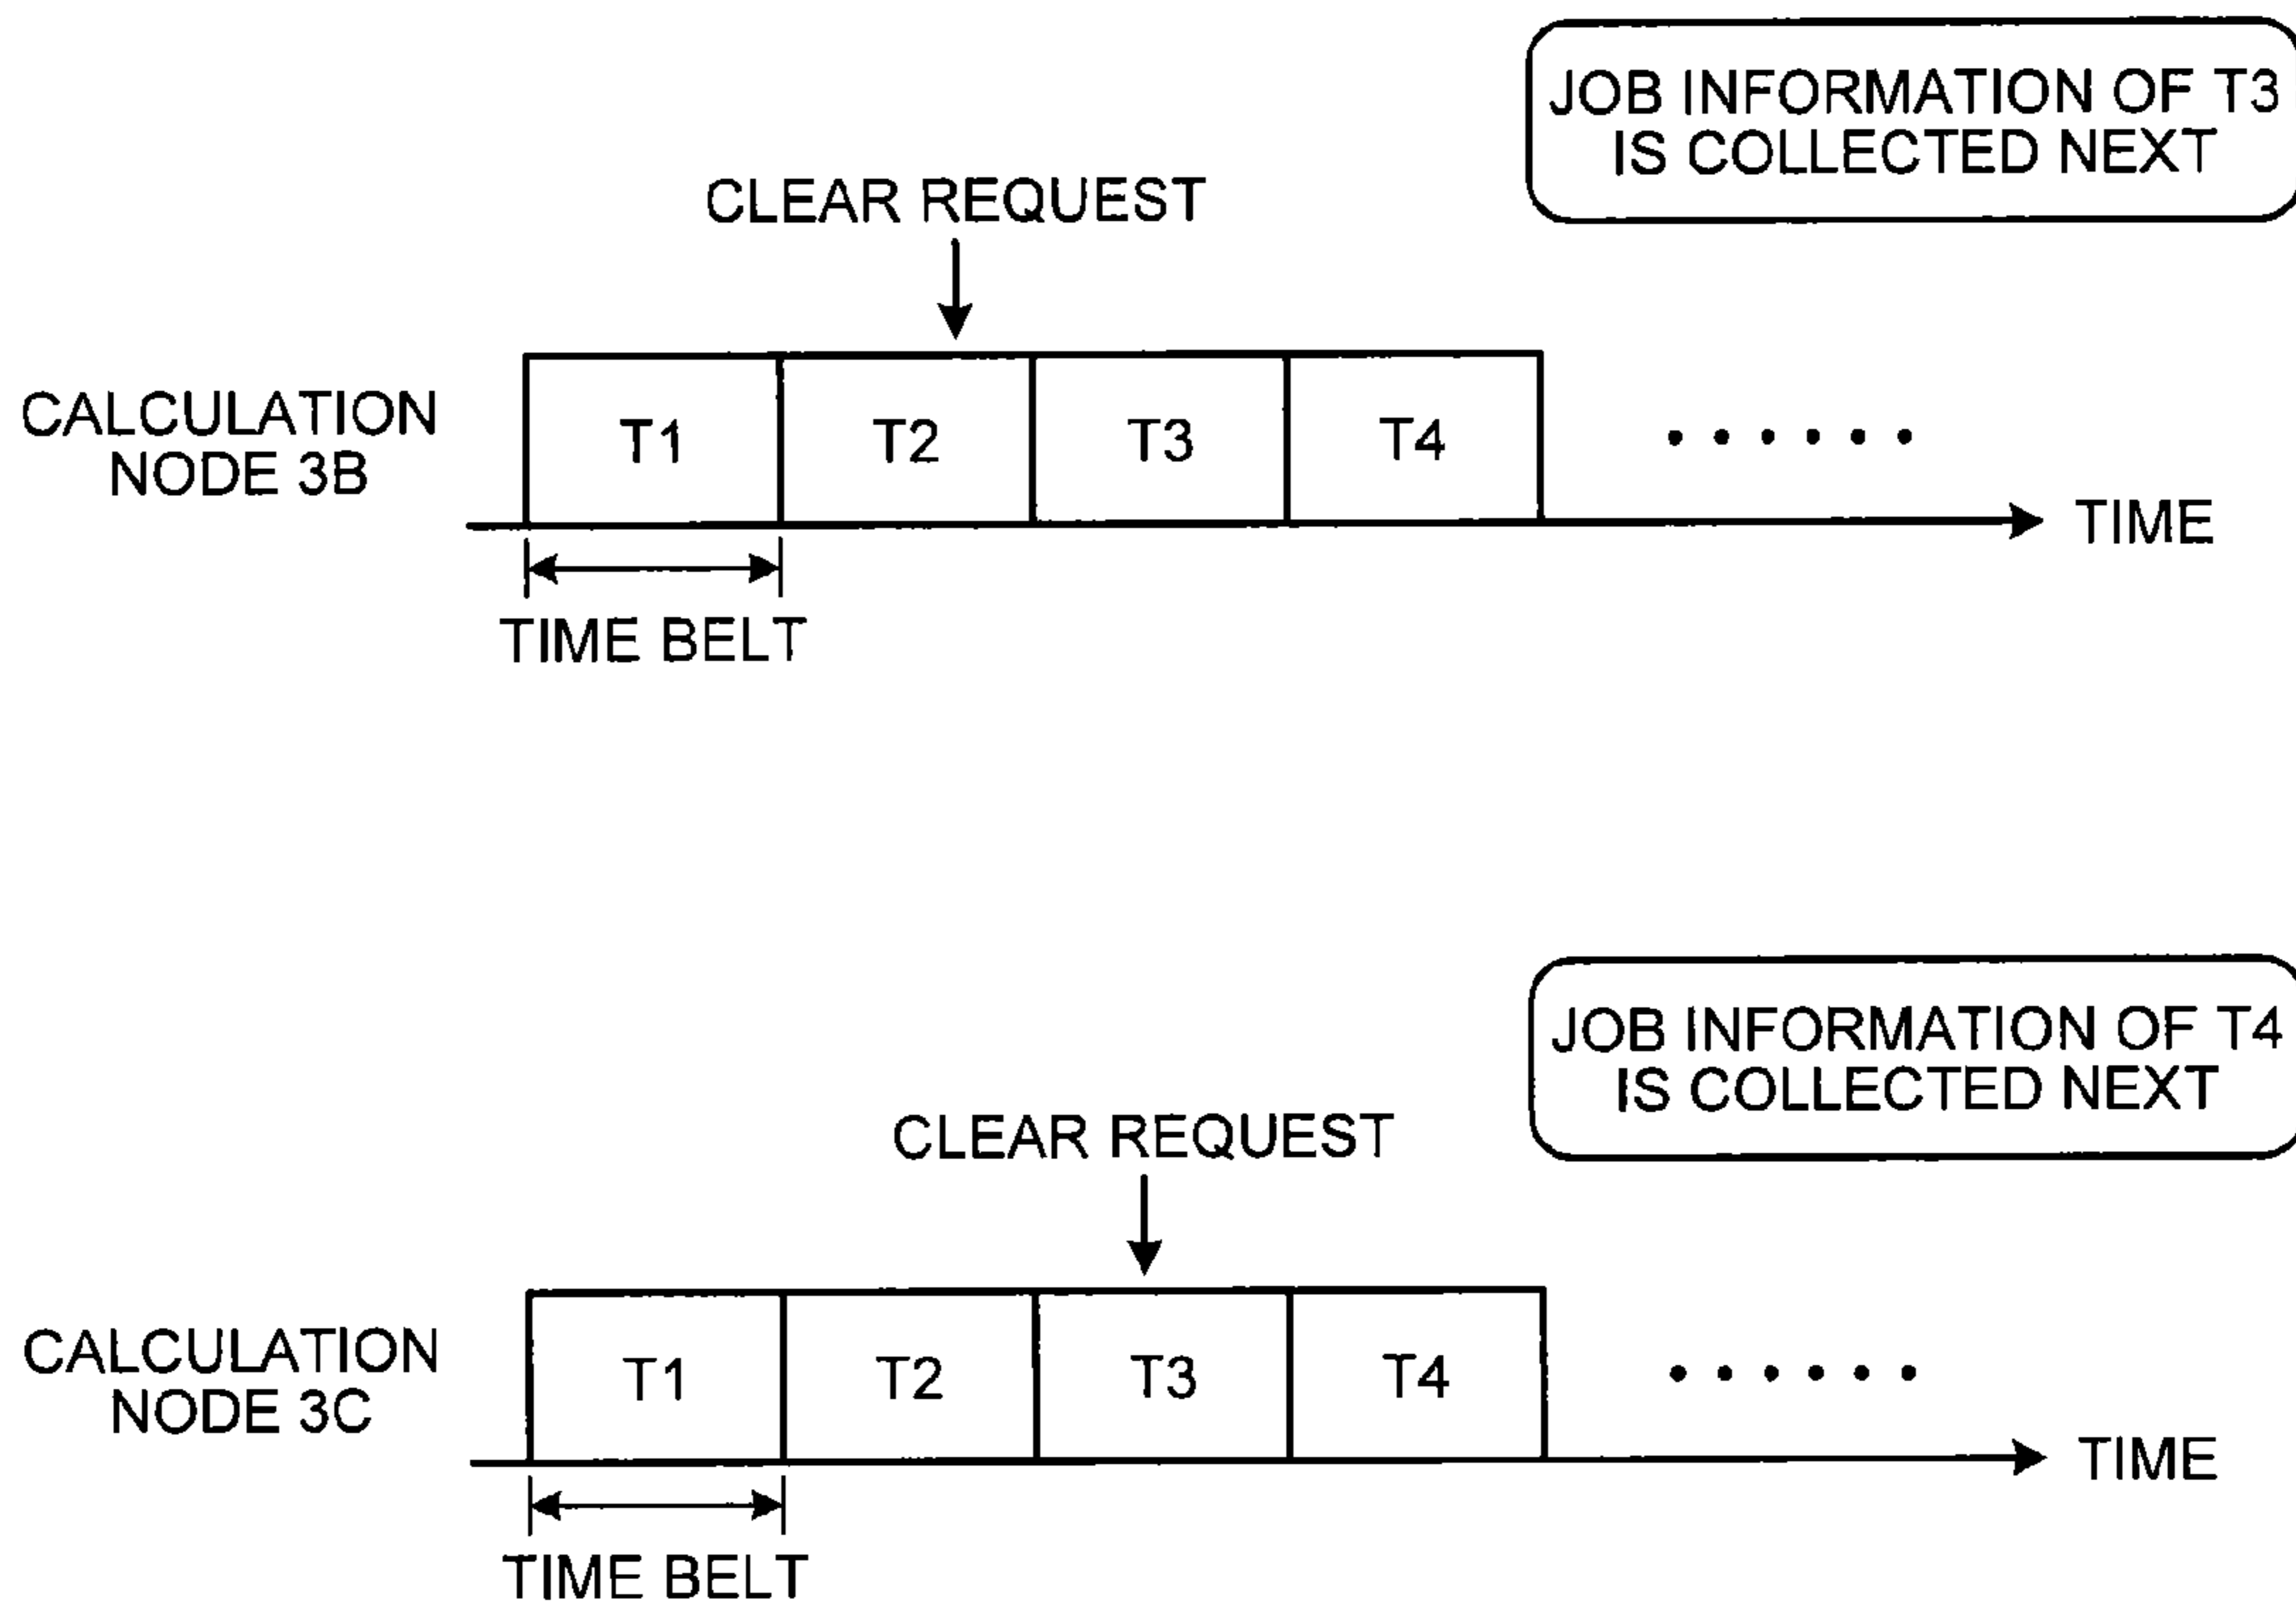 JOB INFORMATION OF T3
IS COLLECTED NEXT
CLEAR REQUEST
CALCULATION
NODE 3B
T1 T2 T3 T4 ......
TIME
TIME BELT
JOB INFORMATION OF T4
IS COLLECTED NEXT
CLEAR REQUEST
CALCULATION
NODE 3C
T1 T2 T3 T4 ......
TIME
TIME BELT